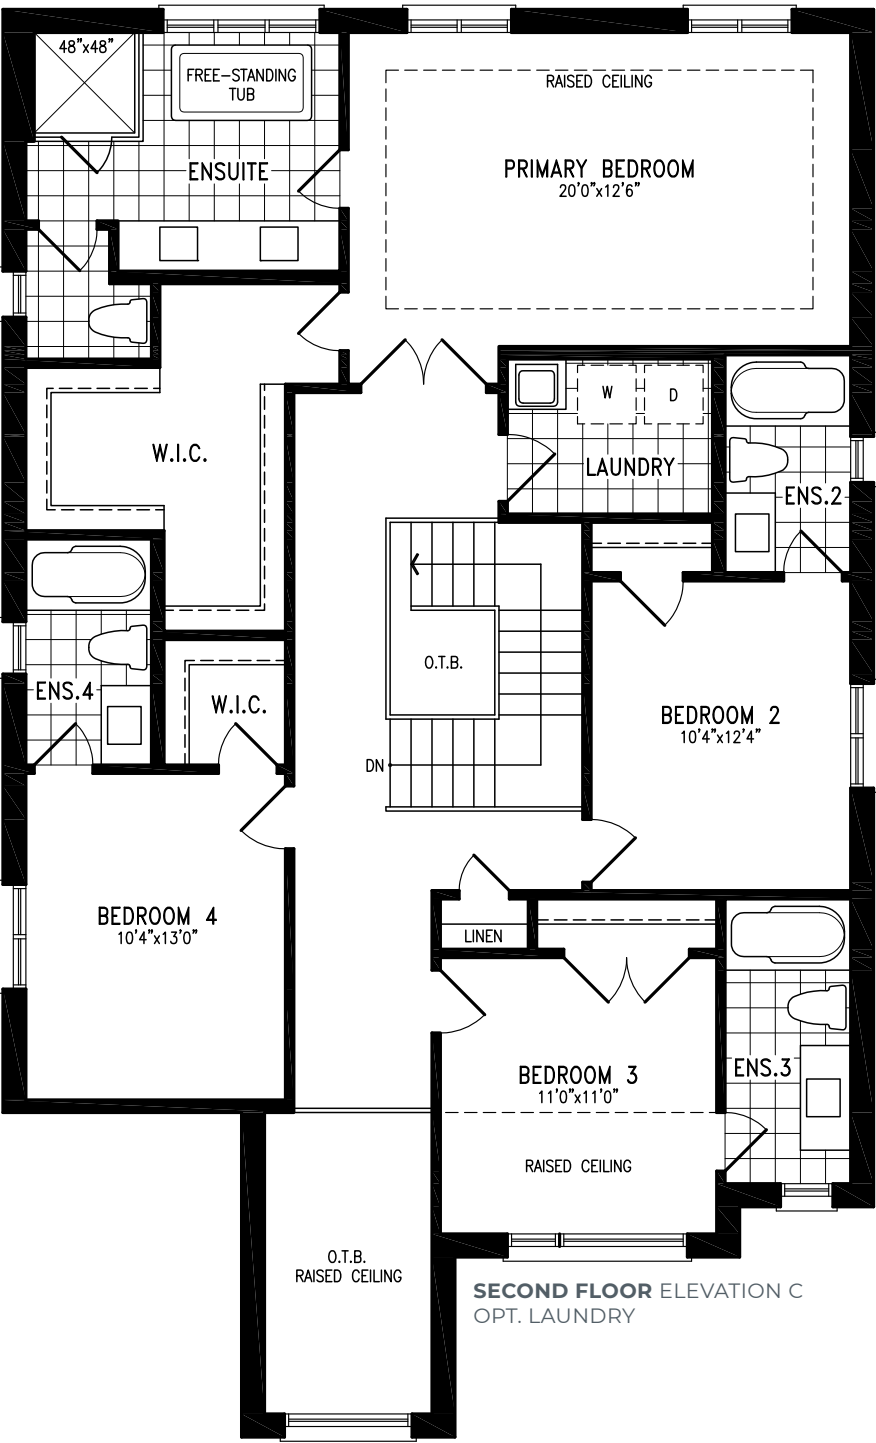 48"x48"
FREE-STANDING
TUB
RAISED CEILING
ENSUITE
PRIMARY BEDROOM
20'0"x12'6"
W
D
W.I.C.
LAUNDRY
ENS.2
O.T.B.
ENS.4
W.I.C.
BEDROOM 2
10'4"x12'4"
DN
BEDROOM 4
10'4"x13'0"
LINEN
ENS.3
BEDROOM 3
11'0"x11'0"
RAISED CEILING
O.T.B.
RAISED CEILING
SECOND FLOOR ELEVATION C
OPT. LAUNDRY